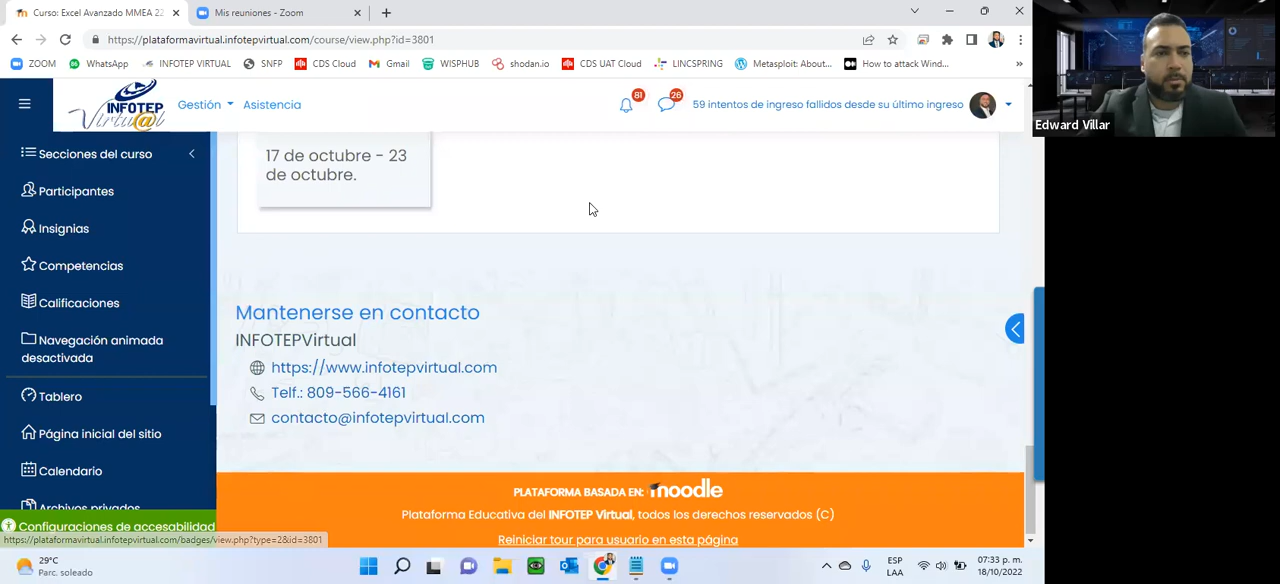 Curso: Excel Avanzado MMEA 22
Mis reuniones - Zoom
https://plataformavirtual.infotepvirtual.com/course/view.php?id=3801
ZOOM
WhatsApp
INFOTEP VIRTUAL
SNFP
CDS Cloud
Gmail
WISPHUB
shodan.io
CDS UAT Cloud
LINCSPRING
Metasploit: About...
How to attack Wind...
»
INFOTEP
Virtu@l
Gestión
Asistencia
81
26
59 intentos de ingreso fallidos desde su último ingreso
Edward Villar
Secciones del curso
Participantes
Insignias
Competencias
Calificaciones
Navegación animada
desactivada
Tablero
Página inicial del sitio
Calendario
Archivos privados
Configuraciones de accesabilidad
https://plataformavirtual.infotepvirtual.com/badges/view.php?type=2&id=3801
17 de octubre - 23
de octubre.
Mantenerse en contacto
INFOTEPVirtual
https://www.infotepvirtual.com
Telf.: 809-566-4161
contacto@infotepvirtual.com
PLATAFORMA BASADA EN: moodle
Plataforma Educativa del INFOTEP Virtual, todos los derechos reservados (C)
Reiniciar tour para usuario en esta página
29°C
Parc. soleado
ESP
LAA
07:33 p. m.
18/10/2022